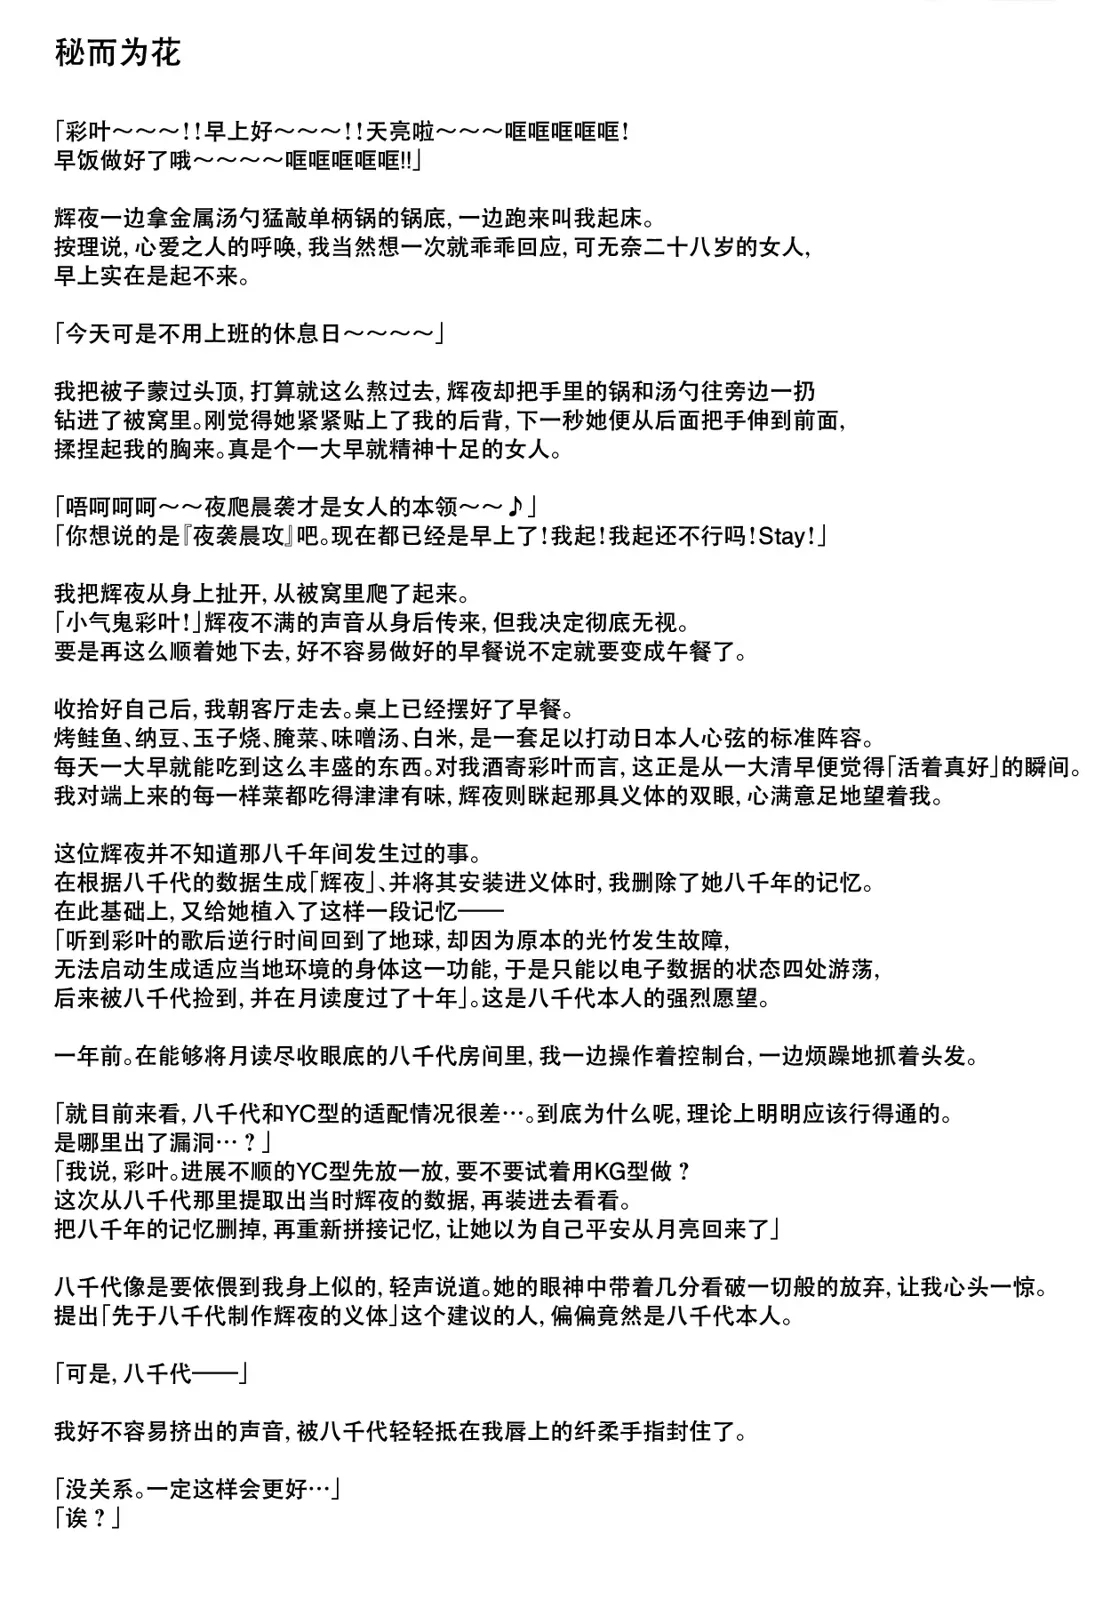 秘而为花
「彩叶～～～！！早上好～～～！！天亮啦～～～哐哐哐哐哐！
早饭做好了哦～～～～哐哐哐哐哐!!」
辉夜一边拿金属汤勺猛敲单柄锅的锅底，一边跑来叫我起床。
按理说，心爱之人的呼唤，我当然想一次就乖乖回应，可无奈二十八岁的女人，
早上实在是起不来。
「今天可是不用上班的休息日～～～～」
我把被子蒙过头顶，打算就这么熬过去，辉夜却把手里的锅和汤勺往旁边一扔
钻进了被窝里。刚觉得她紧紧贴上了我的后背，下一秒她便从后面把手伸到前面，
揉捏起我的胸来。真是个一大早就精神十足的女人。
「唔呵呵呵～～夜爬晨袭才是女人的本领～～♪」
「你想说的是『夜袭晨攻』吧。现在都已经是早上了！我起！我起还不行吗！Stay！」
我把辉夜从身上扯开，从被窝里爬了起来。
「小气鬼彩叶！」辉夜不满的声音从身后传来，但我决定彻底无视。
要是再这么顺着她下去，好不容易做好的早餐说不定就要变成午餐了。
收拾好自己后，我朝客厅走去。桌上已经摆好了早餐。
烤鲑鱼、纳豆、玉子烧、腌菜、味噌汤、白米，是一套足以打动日本人心弦的标准阵容。
每天一大早就能吃到这么丰盛的东西。对我酒寄彩叶而言，这正是从一大清早便觉得「活着真好」的瞬间。
我对端上来的每一样菜都吃得津津有味，辉夜则眯起那具义体的双眼，心满意足地望着我。
这位辉夜并不知道那八千年间发生过的事。
在根据八千代的数据生成「辉夜」、并将其安装进义体时，我删除了她八千年的记忆。
在此基础上，又给她植入了这样一段记忆——
「听到彩叶的歌后逆行时间回到了地球，却因为原本的光竹发生故障，
无法启动生成适应当地环境的身体这一功能，于是只能以电子数据的状态四处游荡，
后来被八千代捡到，并在月读度过了十年」。这是八千代本人的强烈愿望。
一年前。在能够将月读尽收眼底的八千代房间里，我一边操作着控制台，一边烦躁地抓着头发。
「就目前来看，八千代和YC型的适配情况很差…。到底为什么呢，理论上明明应该行得通的。
是哪里出了漏洞…？」
「我说，彩叶。进展不顺的YC型先放一放，要不要试着用KG型做？
这次从八千代那里提取出当时辉夜的数据，再装进去看看。
把八千年的记忆删掉，再重新拼接记忆，让她以为自己平安从月亮回来了」
八千代像是要依偎到我身上似的，轻声说道。她的眼神中带着几分看破一切般的放弃，让我心头一惊。
提出「先于八千代制作辉夜的义体」这个建议的人，偏偏竟然是八千代本人。
「可是，八千代——」
我好不容易挤出的声音，被八千代轻轻抵在我唇上的纤柔手指封住了。
「没关系。一定这样会更好…」
「诶？」